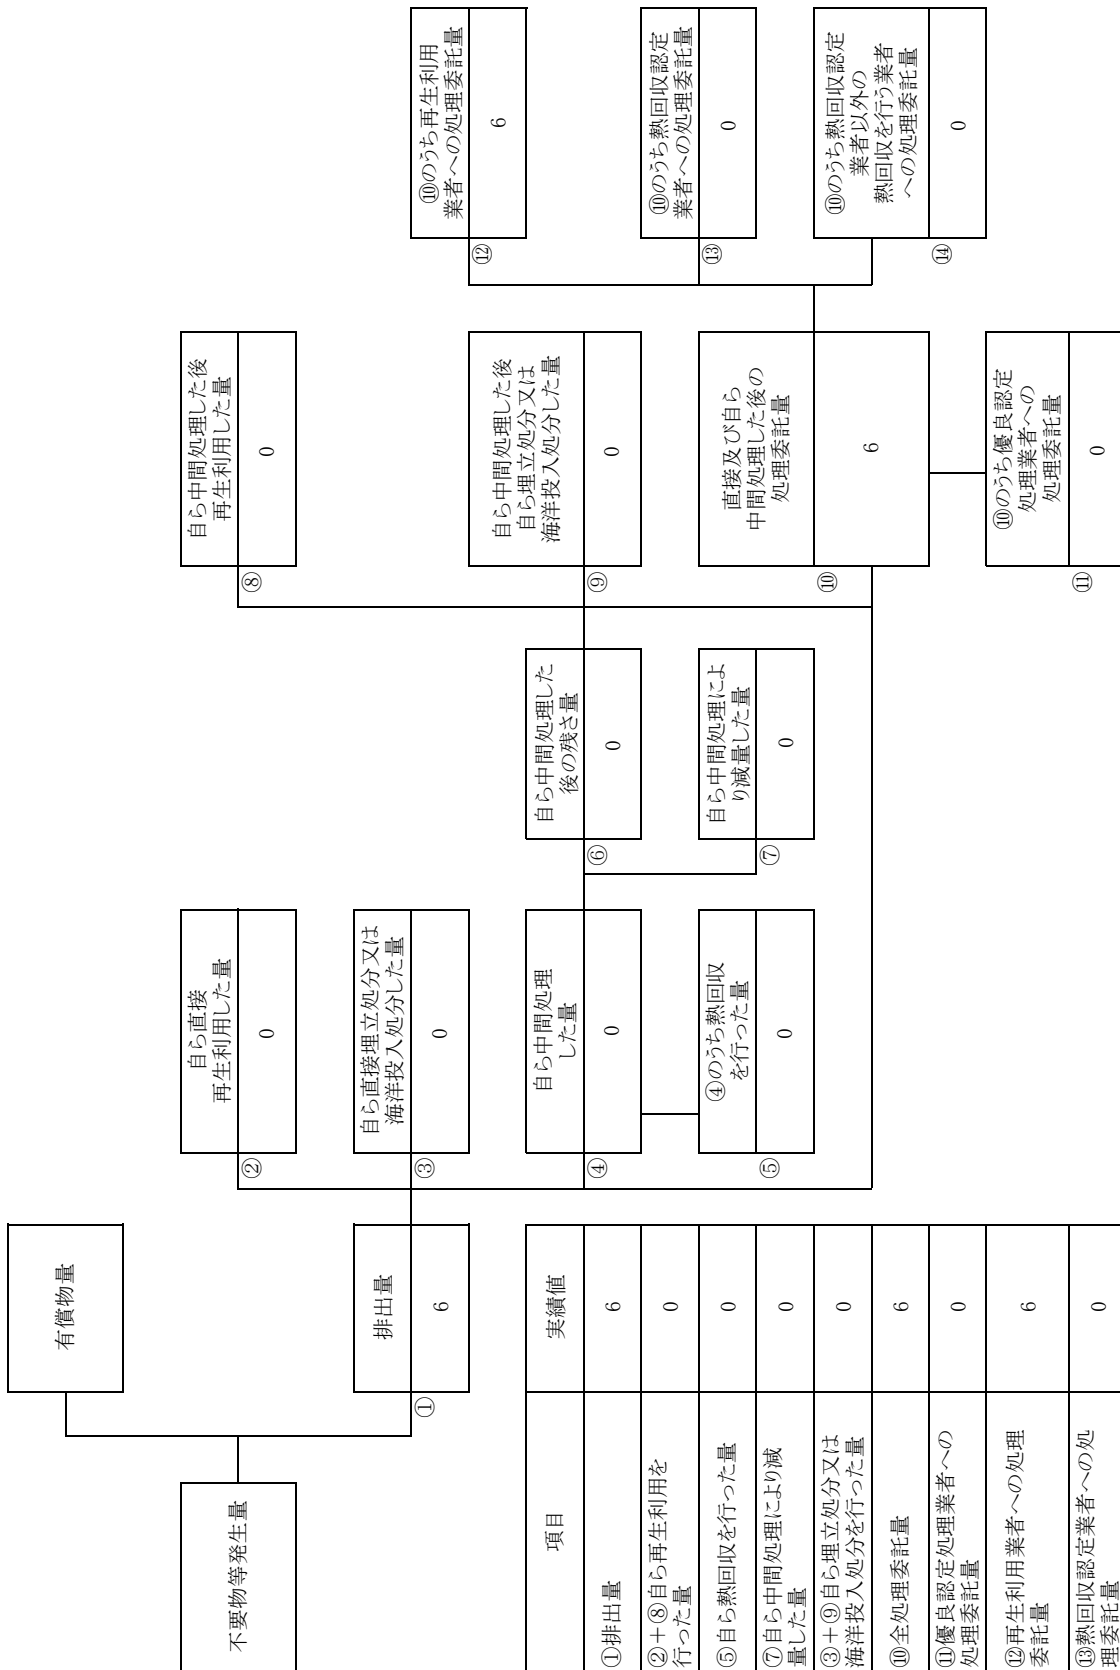 有償物量
不要物等発生量
排出量
①
6
自ら直接
再生利用した量
②
0
自ら直接埋立処分又は
海洋投入処分した量
③
0
自ら中間処理
した量
④
0
④のうち熱回収
を行った量
⑤
0
自ら中間処理した
後の残さ量
⑥
0
自ら中間処理によ
り減量した量
⑦
0
自ら中間処理した後
再生利用した量
⑧
0
自ら中間処理した後
自ら埋立処分又は
海洋投入処分した量
⑨
0
直接及び自ら
中間処理した後の
処理委託量
⑩
6
⑩のうち優良認定
処理業者への
処理委託量
⑪
0
⑩のうち再生利用
業者への処理委託量
⑫
6
⑩のうち熱回収認定
業者への処理委託量
⑬
0
⑩のうち熱回収認定
業者以外の
熱回収を行う業者
への処理委託量
⑭
0
項目 実績値
①排出量 6
②+⑧自ら再生利用を
行った量 0
⑤自ら熱回収を行った量 0
⑦自ら中間処理により減
量した量 0
③+⑨自ら埋立処分又は
海洋投入処分を行った量 0
⑩全処理委託量 6
⑪優良認定処理業者への
処理委託量 0
⑫再生利用業者への処理
委託量 6
⑬熱回収認定業者への処
理委託量 0